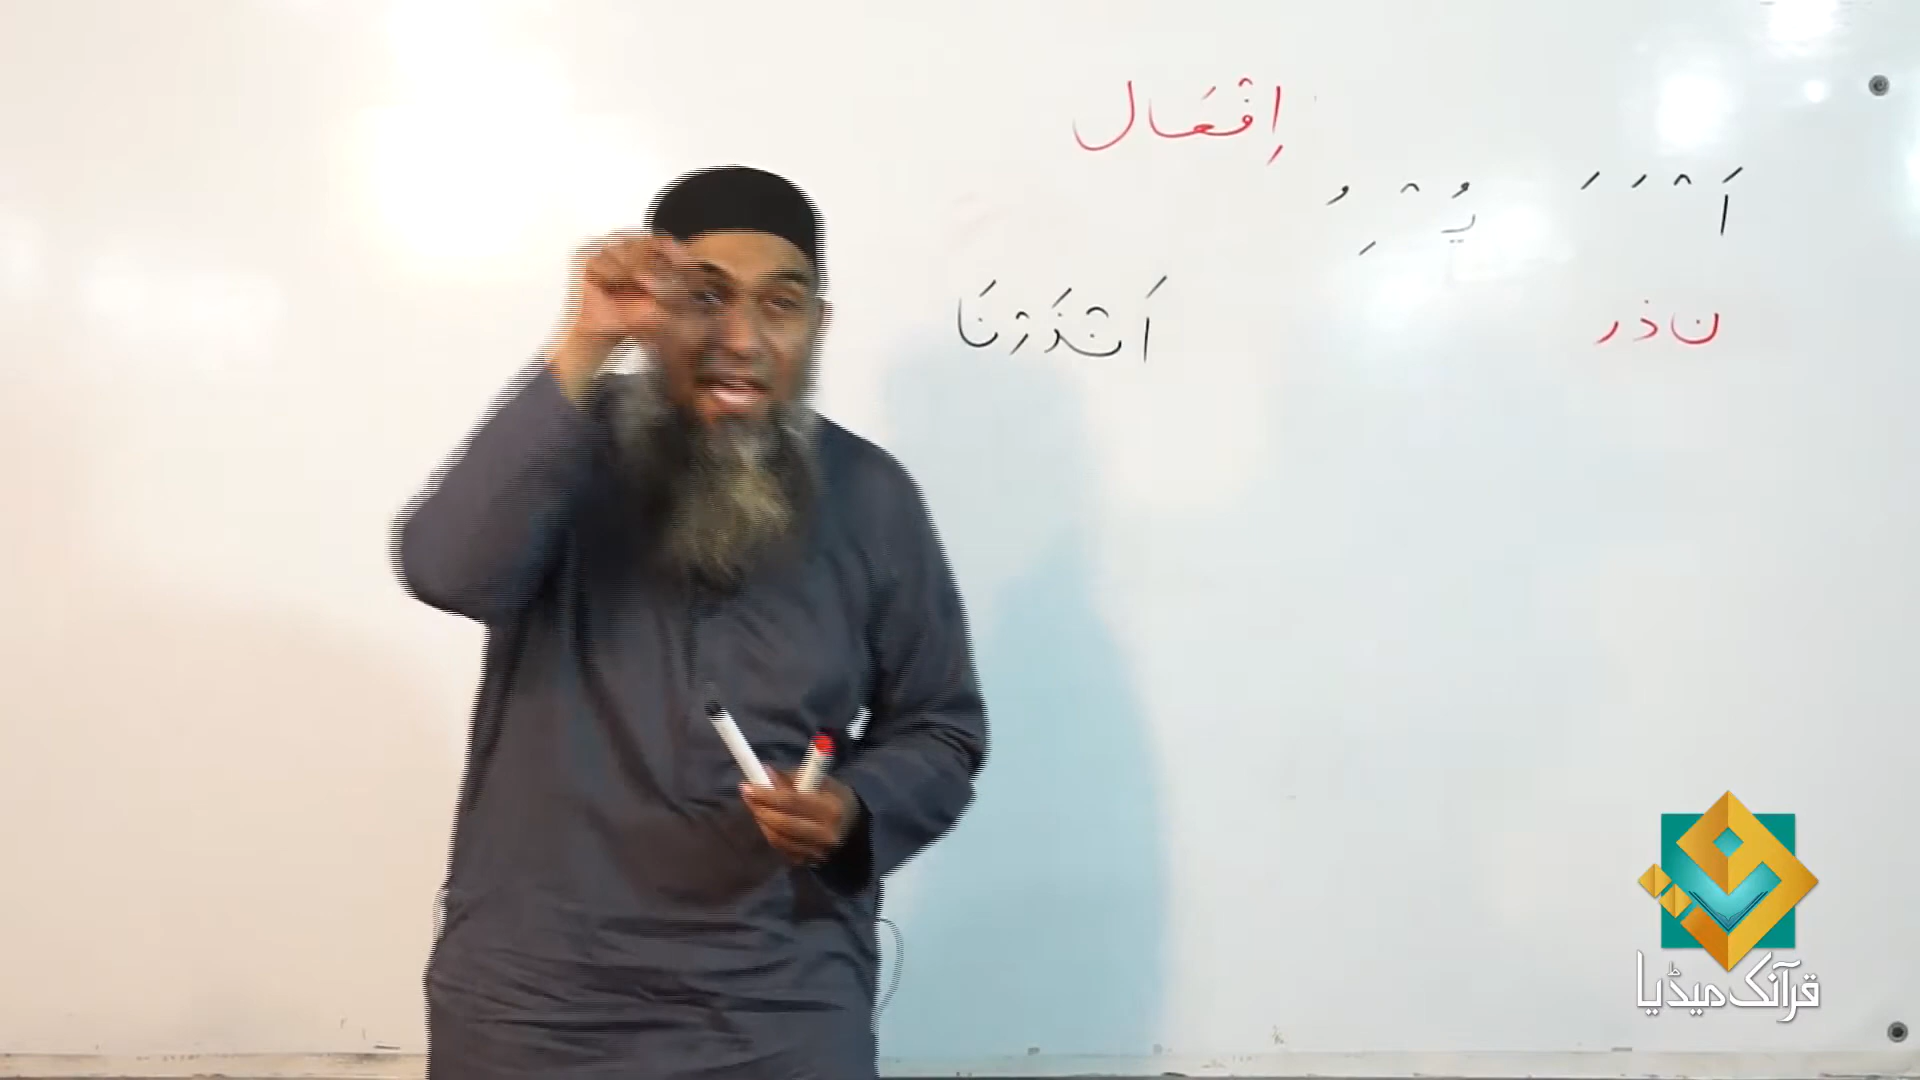 اِفْعَال
اَ ْ َ َ يُ ْ ِ ُ
ن ذ ر
اَنْذَرْنَا
قرآنک میڈیا